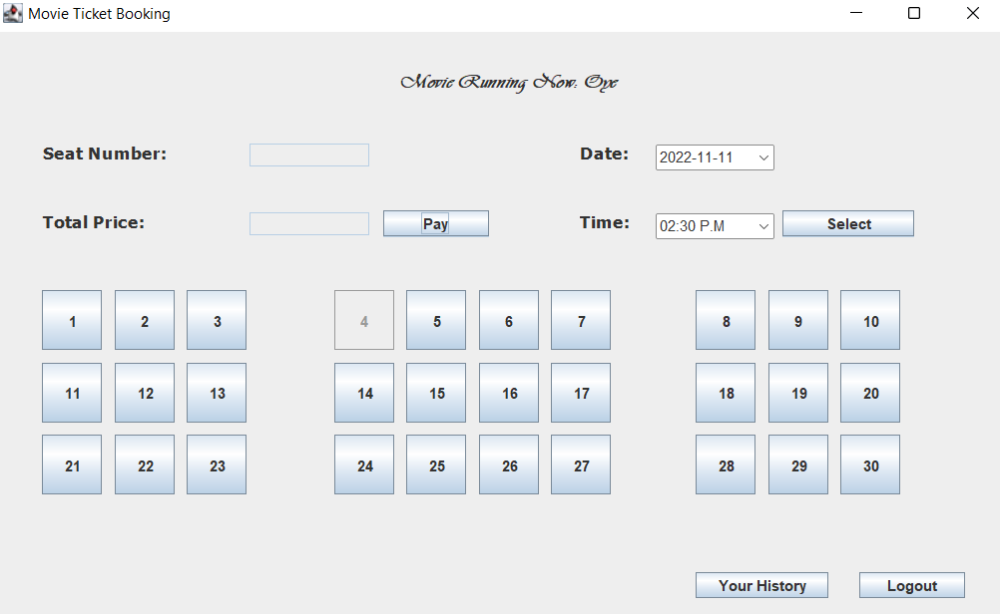 Movie Ticket Booking
Movie Running Now: Oye
Seat Number:
Date: 2022-11-11
Total Price: Pay
Time: 02:30 P.M Select
1 2 3 4 5 6 7 8 9 10
11 12 13 14 15 16 17 18 19 20
21 22 23 24 25 26 27 28 29 30
Your History Logout